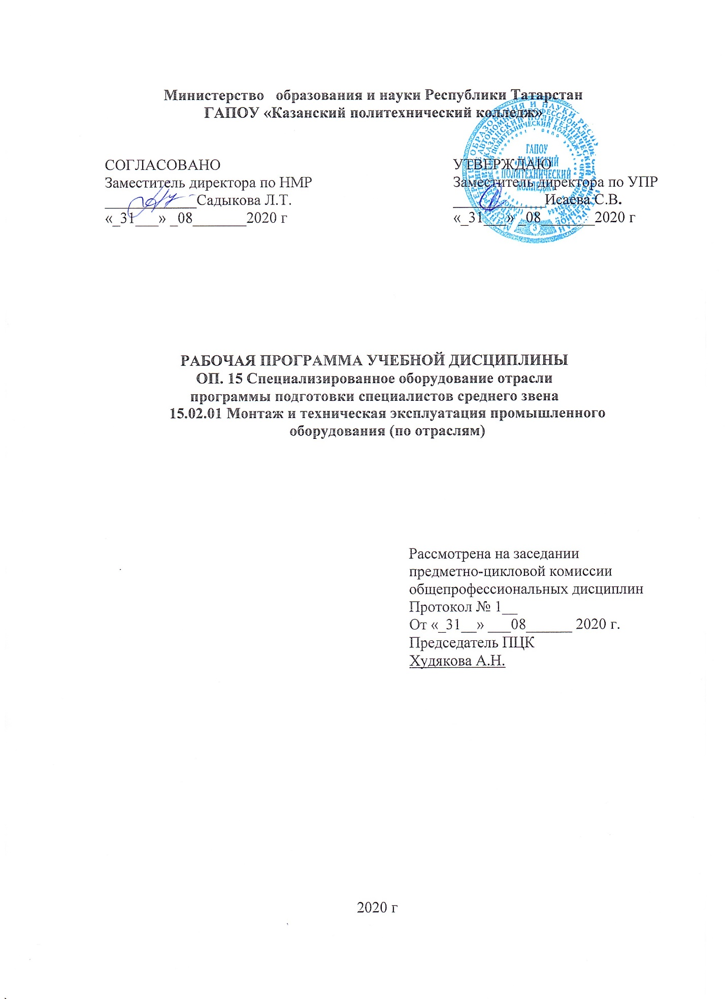 Министерство образования и науки Республики Татарстан
ГАПОУ «Казанский политехнический колледж»
СОГЛАСОВАНО
Заместитель директора по НМР
____________Садыкова Л.Т.
«_31___» _08_______2020 г
УТВЕРЖДАЮ
Заместитель директора по УПР
____________Исаева С.В.
«_31___» _08_______2020 г
ГАПОУ
«КАЗАНСКИЙ
ПОЛИТЕХНИЧЕСКИЙ
КОЛЛЕДЖ»
3
РАБОЧАЯ ПРОГРАММА УЧЕБНОЙ ДИСЦИПЛИНЫ
ОП. 15 Специализированное оборудование отрасли
программы подготовки специалистов среднего звена
15.02.01 Монтаж и техническая эксплуатация промышленного
оборудования (по отраслям)
Рассмотрена на заседании
предметно-цикловой комиссии
общепрофессиональных дисциплин
Протокол № 1__
От «_31__» ___08______ 2020 г.
Председатель ПЦК
Худякова А.Н.
2020 г